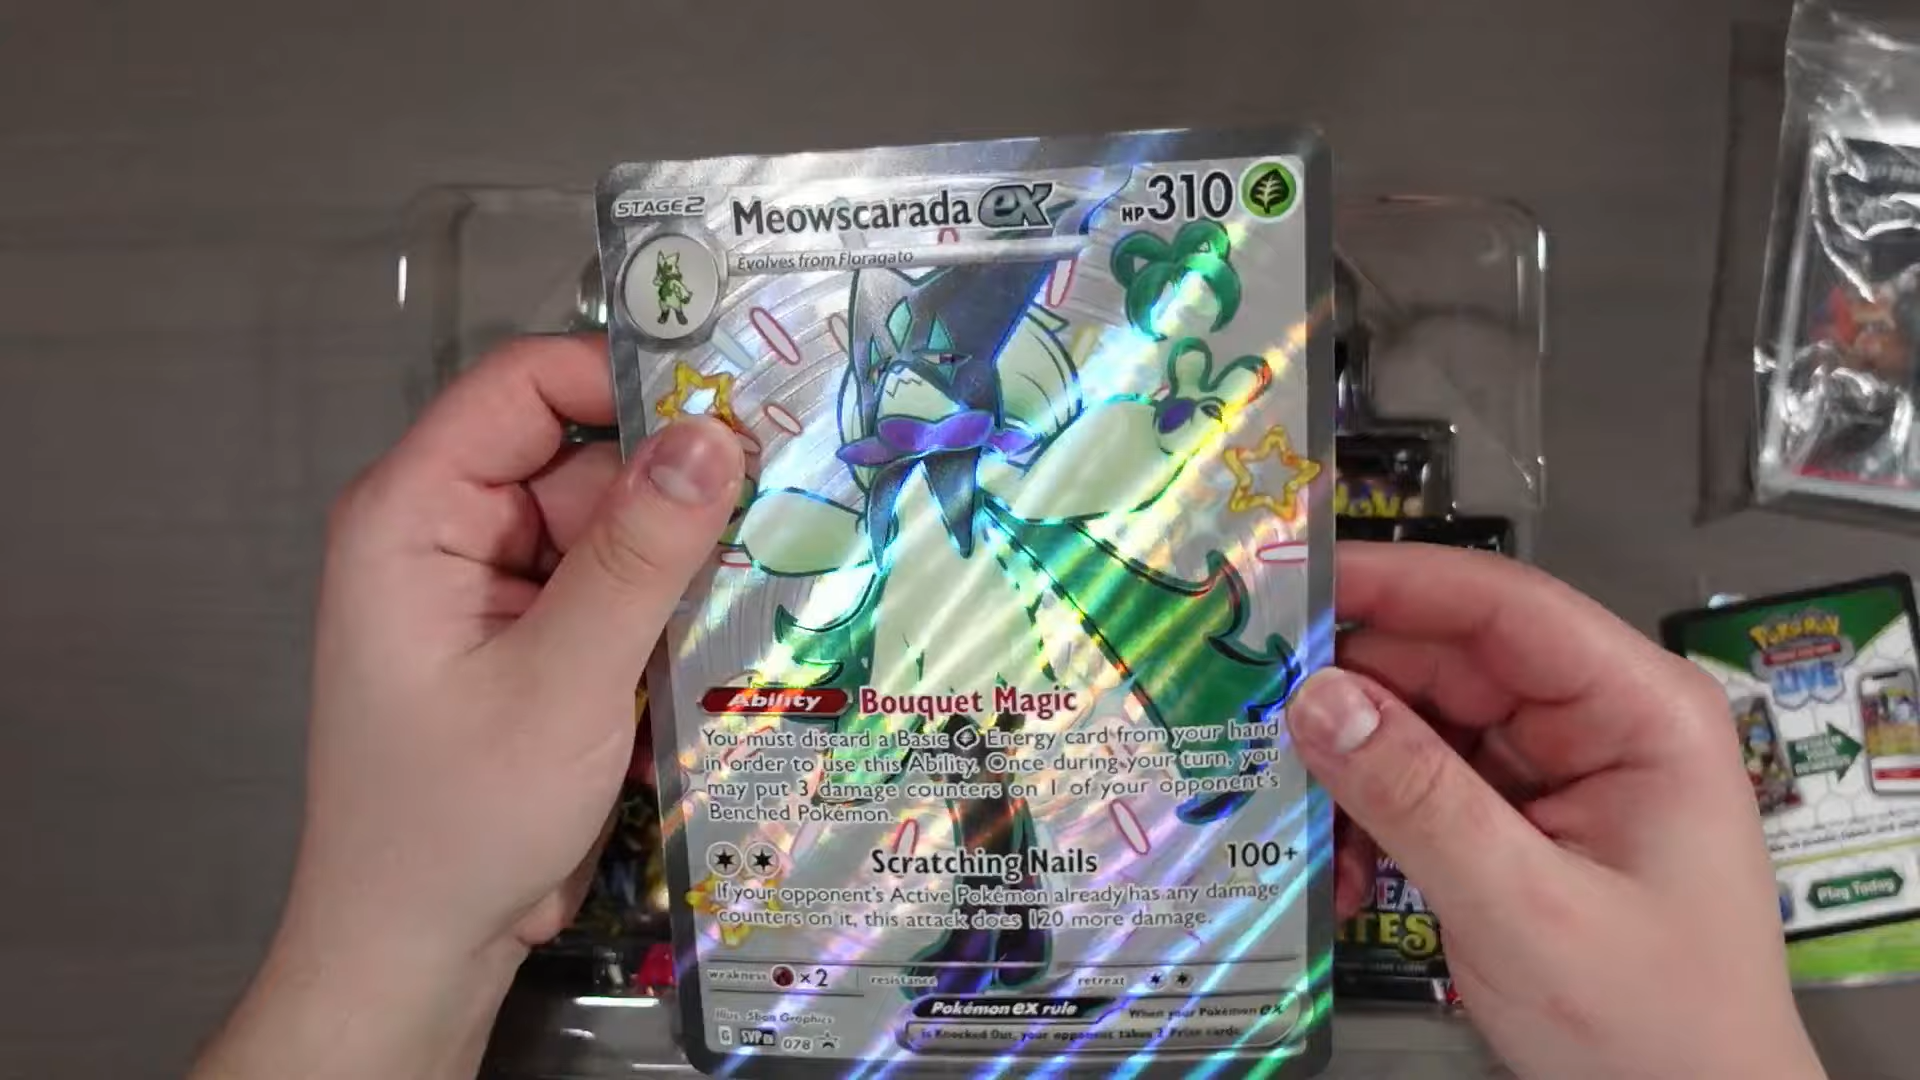 STAGE2
Meowscarada ex
HP 310
Evolves from Floragato
Ability Bouquet Magic
You must discard a Basic Energy card from your hand
in order to use this Ability. Once during your turn, you
may put 3 damage counters on 1 of your opponent's
Benched Pokémon.
Scratching Nails 100+
If your opponent's Active Pokémon already has any damage
counters on it, this attack does 120 more damage.
weakness ×2 resistance retreat
Illus. 5ban Graphics
Pokémon ex rule When your Pokémon ex
is Knocked Out, your opponent takes 2 Prize cards.
G SVP EN 078
POKÉMON
LIVE
Play Today